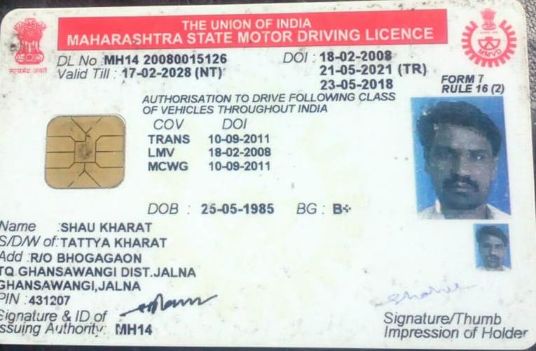 THE UNION OF INDIA
MAHARASHTRA STATE MOTOR DRIVING LICENCE
DL No :MH14 20080015126 DOI : 18-02-2008
Valid Till : 17-02-2028 (NT) 21-05-2021 (TR)
23-05-2018
FORM 7
RULE 16 (2)
AUTHORISATION TO DRIVE FOLLOWING CLASS
OF VEHICLES THROUGHOUT INDIA
COV DOI
TRANS 10-09-2011
LMV 18-02-2008
MCWG 10-09-2011
DOB : 25-05-1985 BG : B+
Name :SHAU KHARAT
S/D/W of:TATTYA KHARAT
Add :R/O BHOGAGAON
TQ.GHANSAWANGI DIST.JALNA
GHANSAWANGI,JALNA
PIN :431207
Signature & ID of
Issuing Authority: MH14
Signature/Thumb
Impression of Holder